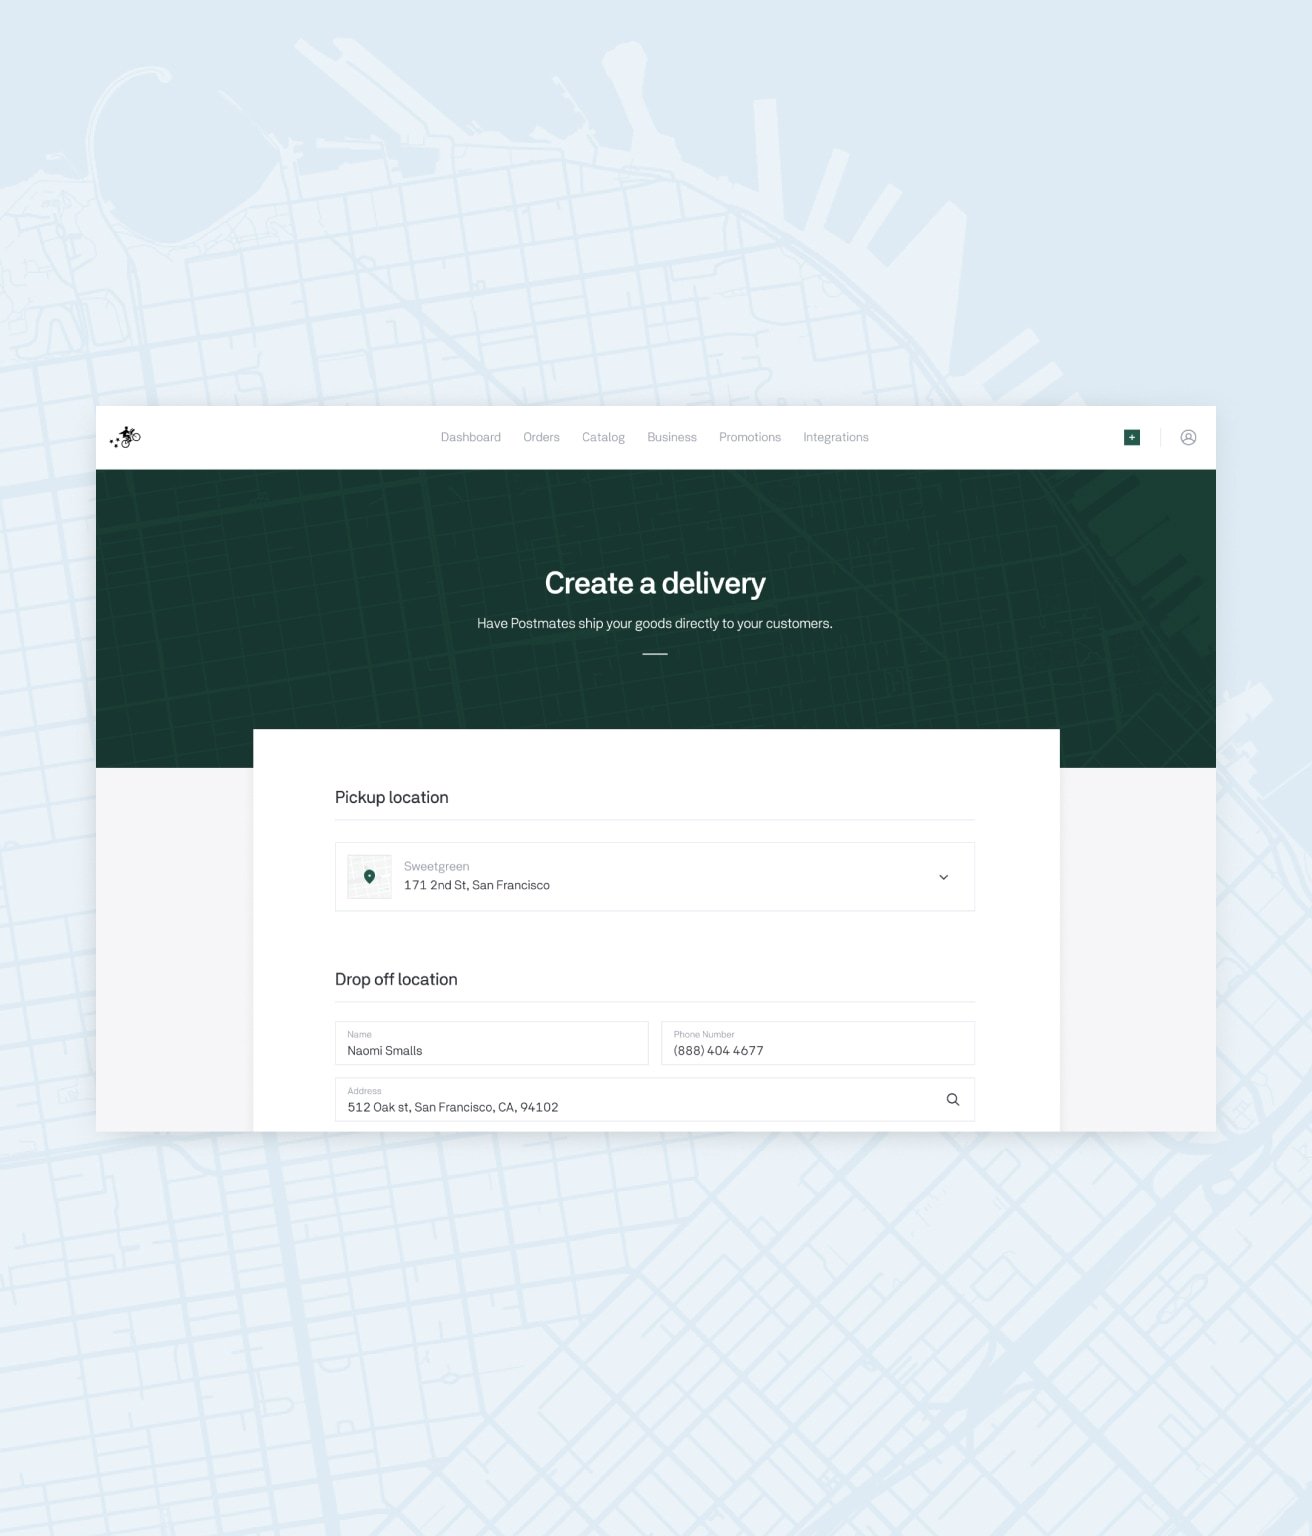 Dashboard Orders Catalog Business Promotions Integrations
Create a delivery
Have Postmates ship your goods directly to your customers.
Pickup location
Sweetgreen
171 2nd St, San Francisco
Drop off location
Name
Naomi Smalls
Phone Number
(888) 404 4677
Address
512 Oak st, San Francisco, CA, 94102